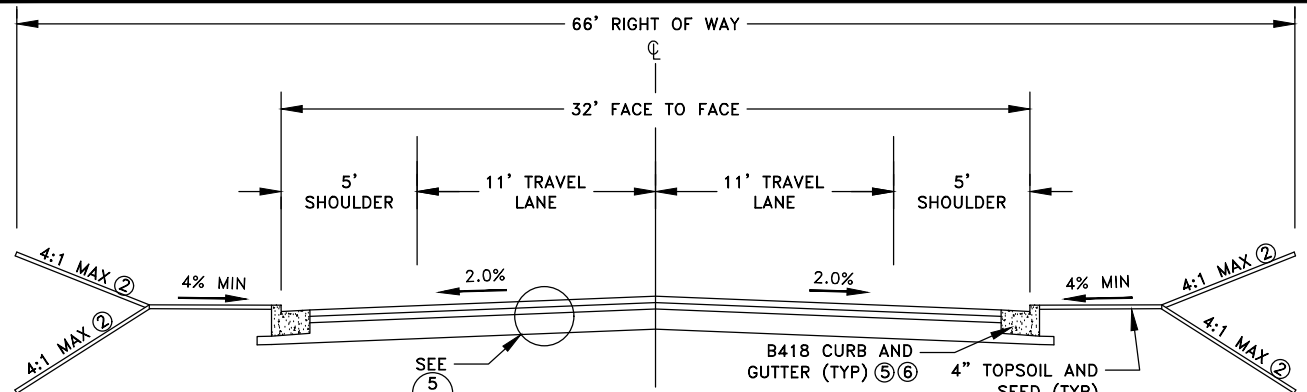 66' RIGHT OF WAY
℄
32' FACE TO FACE
5'
SHOULDER
11' TRAVEL
LANE
11' TRAVEL
LANE
5'
SHOULDER
4:1 MAX ②
4% MIN
2.0%
2.0%
4% MIN
4:1 MAX ②
4:1 MAX ②
4:1 MAX ②
SEE
5
B418 CURB AND
GUTTER (TYP) ⑤⑥
4" TOPSOIL AND
SEED (TYP)